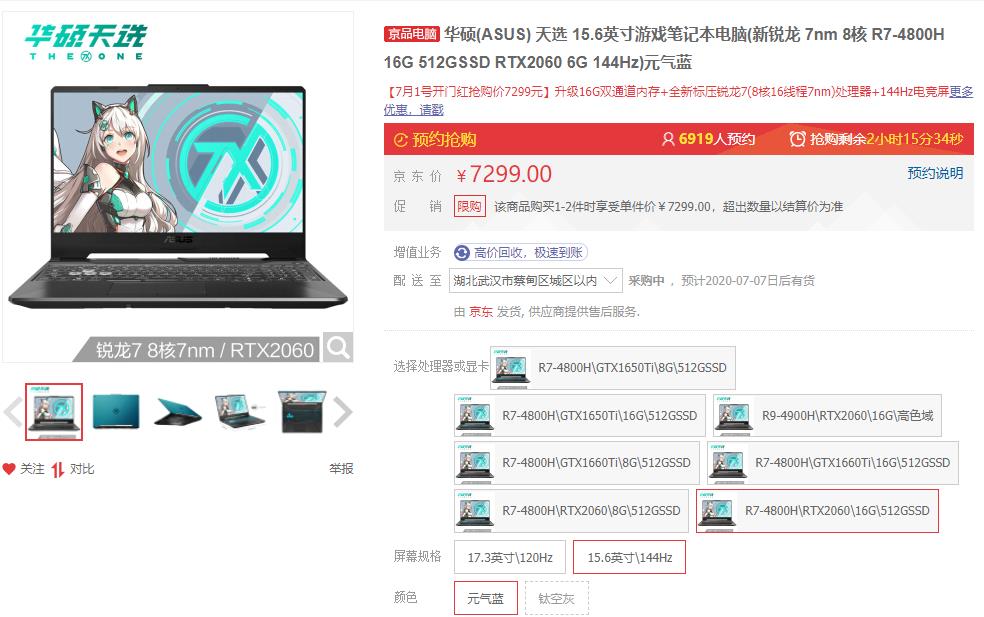 华硕天选
THE ONE
ASUS
锐龙7 8核7nm / RTX2060
关注 对比 举报
京品电脑 华硕(ASUS) 天选 15.6英寸游戏笔记本电脑(新锐龙 7nm 8核 R7-4800H
16G 512GSSD RTX2060 6G 144Hz)元气蓝
【7月1号开门红抢购价7299元】升级16G双通道内存+全新标压锐龙7(8核16线程7nm)处理器+144Hz电竞屏更多
优惠，请戳
预约抢购 6919人预约 抢购剩余2小时15分34秒
京东价 ￥7299.00 预约说明
促销 限购 该商品购买1-2件时享受单件价￥7299.00，超出数量以结算价为准
增值业务 高价回收，极速到账
配送至 湖北武汉市蔡甸区城区以内 采购中，预计2020-07-07日后有货
由 京东 发货, 供应商提供售后服务.
选择处理器或显卡 R7-4800H\GTX1650Ti\8G\512GSSD
R7-4800H\GTX1650Ti\16G\512GSSD R9-4900H\RTX2060\16G\高色域
R7-4800H\GTX1660Ti\8G\512GSSD R7-4800H\GTX1660Ti\16G\512GSSD
R7-4800H\RTX2060\8G\512GSSD R7-4800H\RTX2060\16G\512GSSD
屏幕规格 17.3英寸\120Hz 15.6英寸\144Hz
颜色 元气蓝 钛空灰